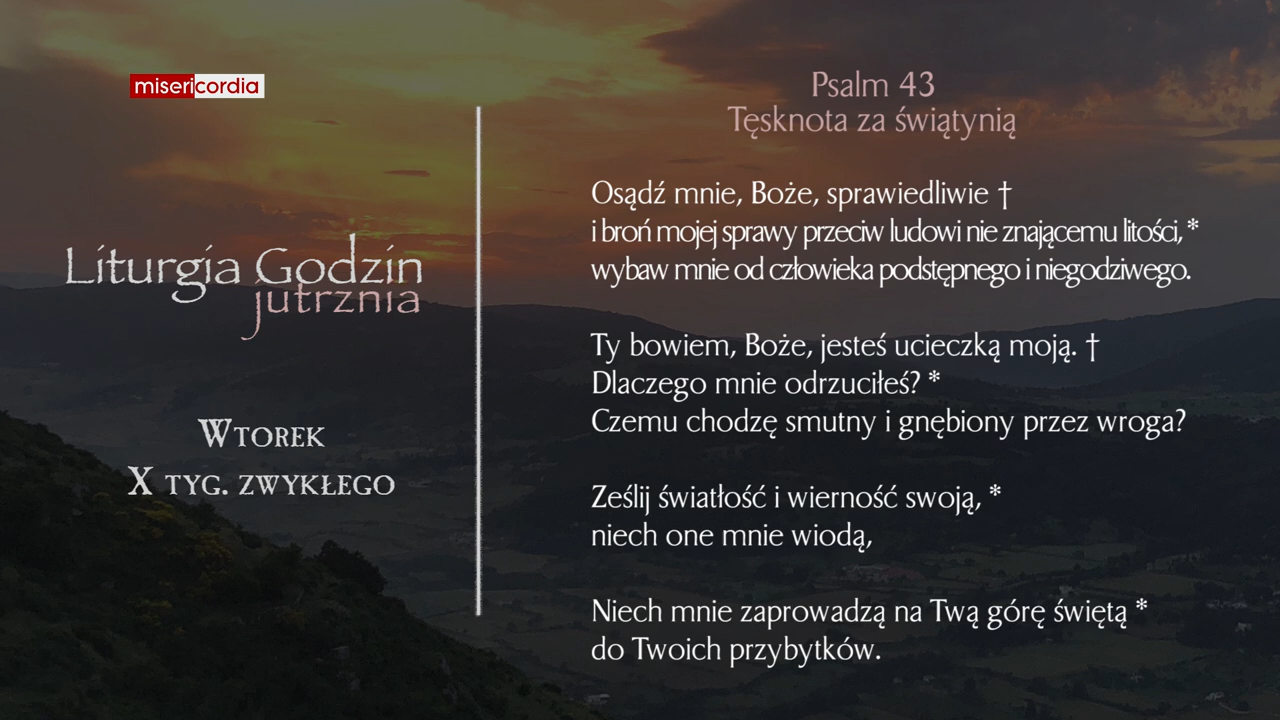 misericordia
Liturgia Godzin
jutrznia
Wtorek
X tyg. zwykłego
Psalm 43
Tęsknota za świątynią
Osądź mnie, Boże, sprawiedliwie †
i broń mojej sprawy przeciw ludowi nie znającemu litości, *
wybaw mnie od człowieka podstępnego i niegodziwego.
Ty bowiem, Boże, jesteś ucieczką moją. †
Dlaczego mnie odrzuciłeś? *
Czemu chodzę smutny i gnębiony przez wroga?
Ześlij światłość i wierność swoją, *
niech one mnie wiodą,
Niech mnie zaprowadzą na Twą górę świętą *
do Twoich przybytków.